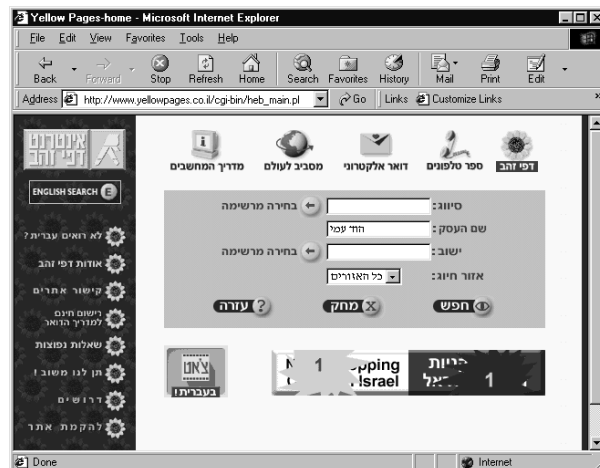 Yellow Pages-home - Microsoft Internet Explorer
File Edit View Favorites Tools Help
Back Forward Stop Refresh Home Search Favorites History Mail Print Edit
Address http://www.yellowpages.co.il/cgi-bin/heb_main.pl Go Links Customize Links
אינטרנט
דפי זהב
ENGLISH SEARCH E
לא רואים עברית?
אודות דפי זהב
קישור אתרים
רישום חינם
למדריך הדואר
שאלות נפוצות
תן לנו משוב!
דרושים
להקמת אתר
דפי זהב
ספר טלפונים
דואר אלקטרוני
מסביב לעולם
מדריך המחשבים
סיווג:
בחירה מרשימה
שם העסק:
עמי
ישוב:
בחירה מרשימה
אזור חיוג:
כל האזורים
חפש
מחק
עזרה
צ'אט
בעברית!
1
Israel
1
Done
Internet